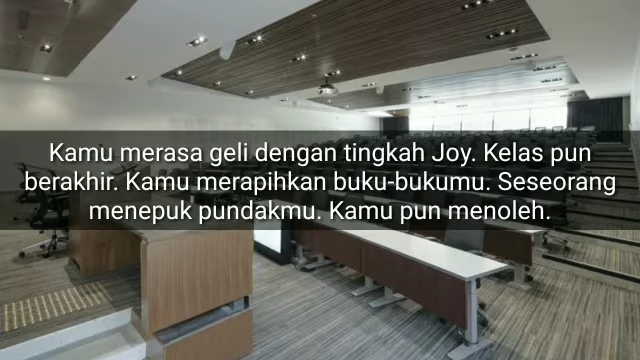 Kamu merasa geli dengan tingkah Joy. Kelas pun
berakhir. Kamu merapihkan buku-bukumu. Seseorang
menepuk pundakmu. Kamu pun menoleh.